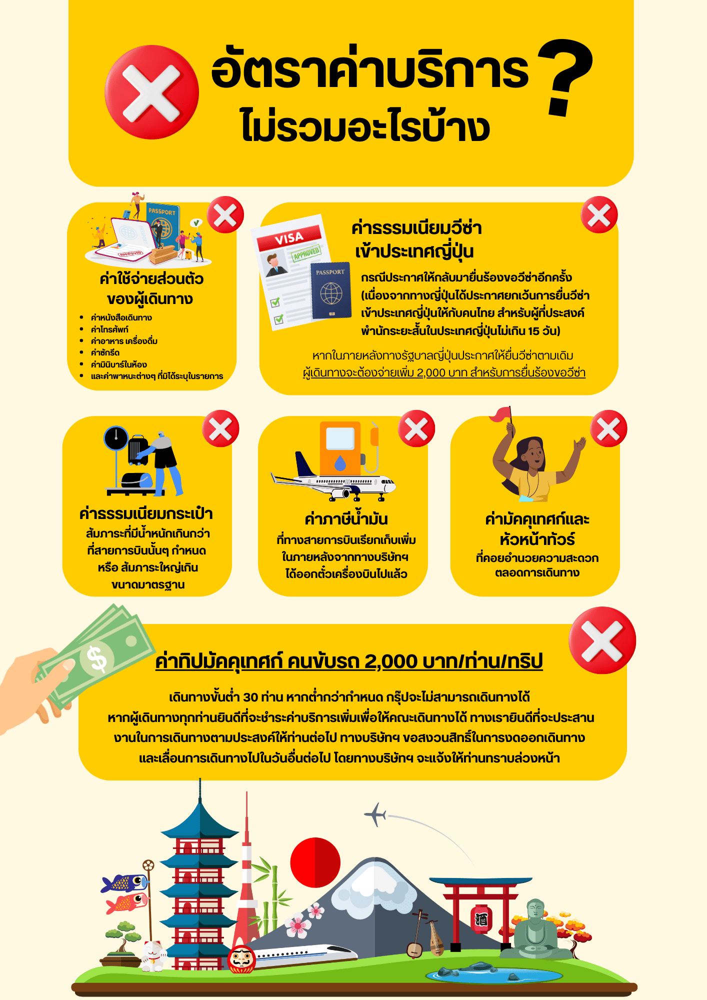 อัตราค่าบริการ?
ไม่รวมอะไรบ้าง
PASSPORT
PASSPORT
APPROVED
ค่าใช้จ่ายส่วนตัว
ของผู้เดินทาง
• ค่าหนังสือเดินทาง
• ค่าโทรศัพท์
• ค่าอาหาร เครื่องดื่ม
• ค่าซักรีด
• ค่ามินิบาร์ในห้อง
• และค่าพาหนะต่างๆ ที่มิได้ระบุในรายการ
VISA
APPROVED
PASSPORT
ค่าธรรมเนียมวีซ่า
เข้าประเทศญี่ปุ่น
กรณีประกาศให้กลับมายื่นร้องขอวีซ่าอีกครั้ง
(เนื่องจากทางญี่ปุ่นได้ประกาศยกเว้นการยื่นวีซ่า
เข้าประเทศญี่ปุ่นให้กับคนไทย สำหรับผู้ที่ประสงค์
พำนักระยะสั้นในประเทศญี่ปุ่นไม่เกิน 15 วัน)
หากในภายหลังทางรัฐบาลญี่ปุ่นประกาศให้ยื่นวีซ่าตามเดิม
ผู้เดินทางจะต้องจ่ายเพิ่ม 2,000 บาท สำหรับการยื่นร้องขอวีซ่า
ค่าธรรมเนียมกระเป๋า
สัมภาระที่มีน้ำหนักเกินกว่า
ที่สายการบินนั้นๆ กำหนด
หรือ สัมภาระใหญ่เกิน
ขนาดมาตรฐาน
ค่าภาษีน้ำมัน
ที่ทางสายการบินเรียกเก็บเพิ่ม
ในภายหลังจากทางบริษัทฯ
ได้ออกตั๋วเครื่องบินไปแล้ว
ค่ามัคคุเทศก์และ
หัวหน้าทัวร์
ที่คอยอำนวยความสะดวก
ตลอดการเดินทาง
$
ค่าทิปมัคคุเทศก์ คนขับรถ 2,000 บาท/ท่าน/ทริป
เดินทางขั้นต่ำ 30 ท่าน หากต่ำกว่ากำหนด กรุ๊ปจะไม่สามารถเดินทางได้
หากผู้เดินทางทุกท่านยินดีที่จะชำระค่าบริการเพิ่มเพื่อให้คณะเดินทางได้ ทางเรายินดีที่จะประสาน
งานในการเดินทางตามประสงค์ให้ท่านต่อไป ทางบริษัทฯ ขอสงวนสิทธิ์ในการงดออกเดินทาง
และเลื่อนการเดินทางไปในวันอื่นต่อไป โดยทางบริษัทฯ จะแจ้งให้ท่านทราบล่วงหน้า
酒